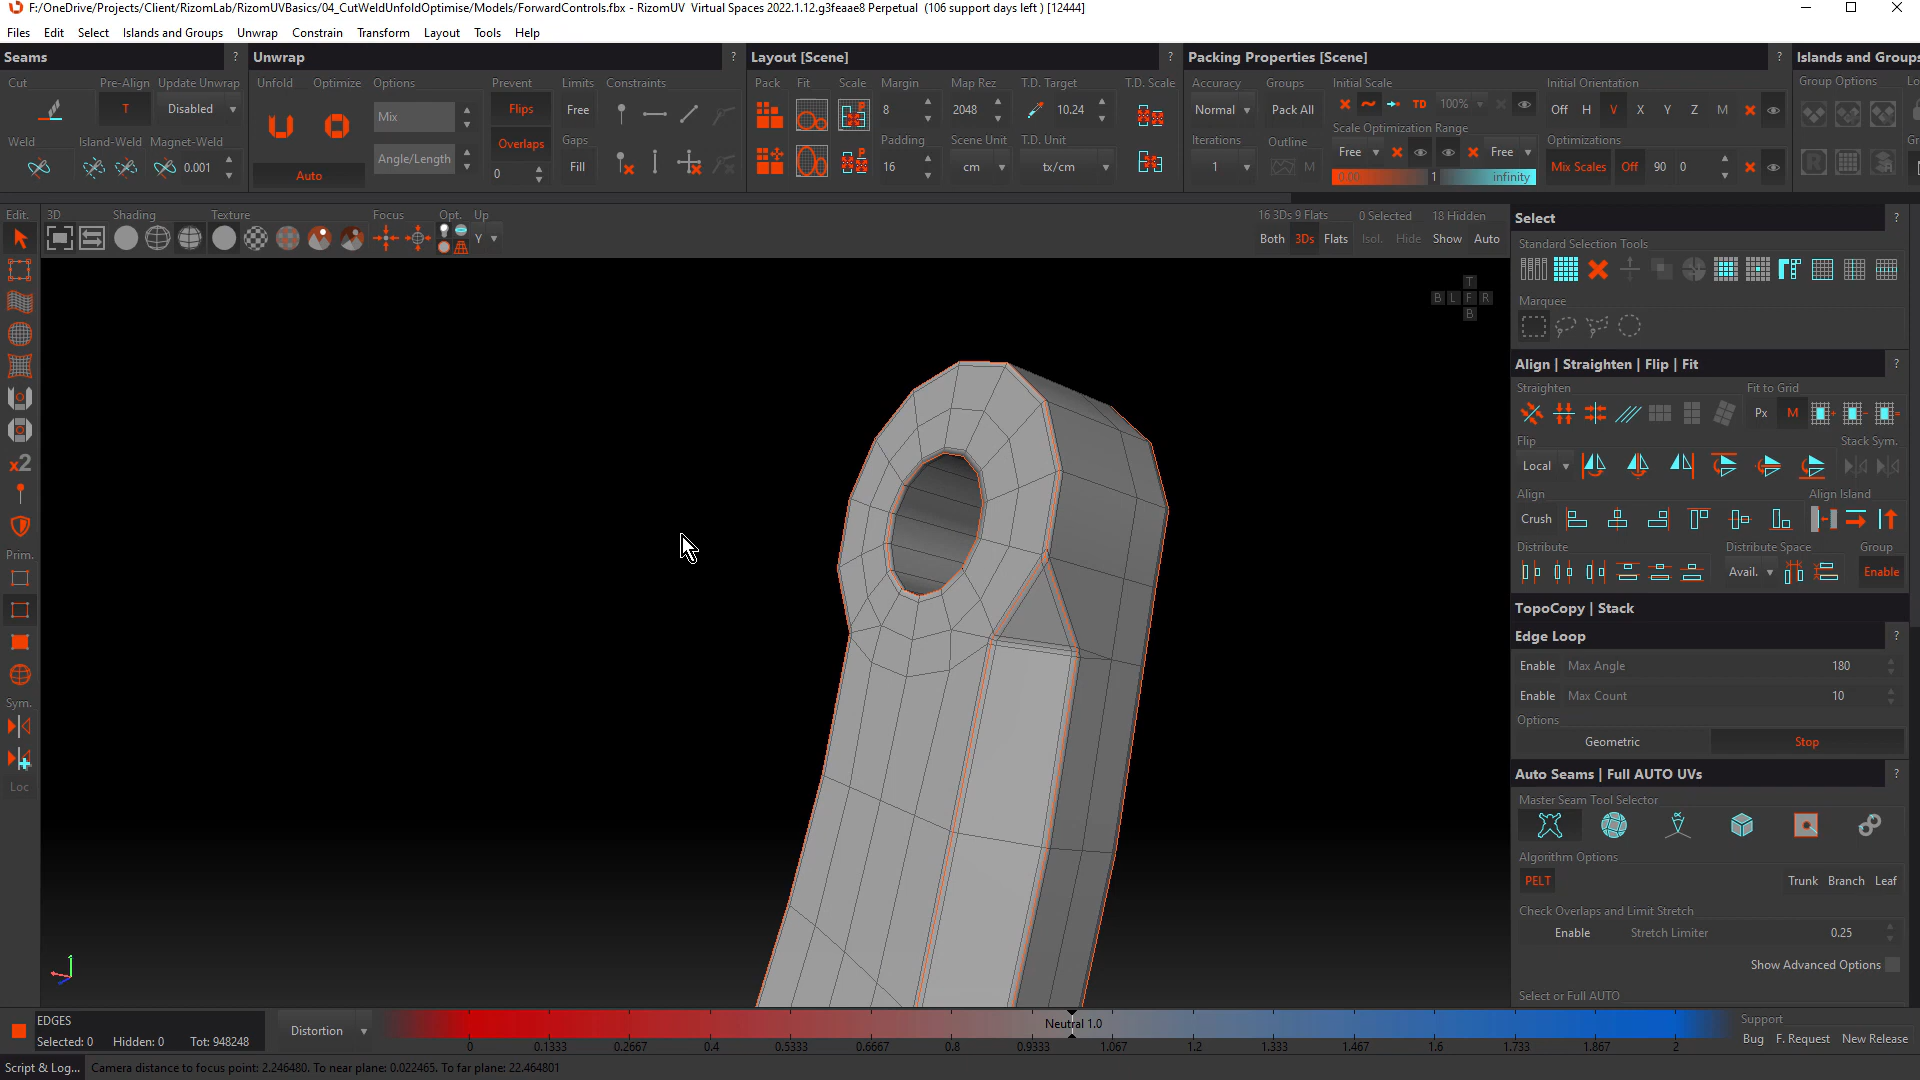 F:/OneDrive/Projects/Client/RizomLab/RizomUVBasics/04_CutWeldUnfoldOptimise/Models/ForwardControls.fbx - RizomUV Virtual Spaces 2022.1.12.g3feaae8 Perpetual (106 support days left ) [12444]
Files Edit Select Islands and Groups Unwrap Constrain Transform Layout Tools Help
Seams ? Unwrap ? Layout [Scene] ? Packing Properties [Scene] ? Islands and Groups
Cut Pre-Align Update Unwrap Unfold Optimize Options Prevent Limits Constraints Pack Fit Scale Margin Map Rez T.D. Target T.D. Scale Accuracy Groups Initial Scale Initial Orientation Group Options
T Disabled Mix Flips Free 8 2048 10.24 Normal Pack All TD 100% Off H V X Y Z M
Weld Island-Weld Magnet-Weld Angle/Length Overlaps Gaps Padding Scene Unit T.D. Unit Iterations Outline Scale Optimization Range Optimizations
0.001 Auto 0 Fill 16 cm tx/cm 1 M Free Free Mix Scales Off 90 0
0.00 1 infinity
Edit. 3D Shading Texture Focus Opt. Up 16 3Ds 9 Flats 0 Selected 18 Hidden
Y Both 3Ds Flats Isol. Hide Show Auto
Select ?
Standard Selection Tools
T
B L F R
B
Marquee
Align | Straighten | Flip | Fit ?
Straighten Fit to Grid
Px M
Flip Stack Sym.
Local
Align Align Island
Crush
Distribute Distribute Space Group
Avail. Enable
TopoCopy | Stack
Edge Loop ?
Enable Max Angle 180
Enable Max Count 10
Options
Geometric Stop
Auto Seams | Full AUTO UVs ?
Master Seam Tool Selector
Algorithm Options
PELT Trunk Branch Leaf
Check Overlaps and Limit Stretch
Enable Stretch Limiter 0.25
Show Advanced Options
Select or Full AUTO
x2
Prim.
Sym.
Loc
EDGES
Selected: 0 Hidden: 0 Tot: 948248
Distortion
Neutral 1.0
0 0.1333 0.2667 0.4 0.5333 0.6667 0.8 0.9333 1.067 1.2 1.333 1.467 1.6 1.733 1.867 2
Support
Bug F. Request New Release
Script & Log... Camera distance to focus point: 2.246480. To near plane: 0.022465. To far plane: 22.464801